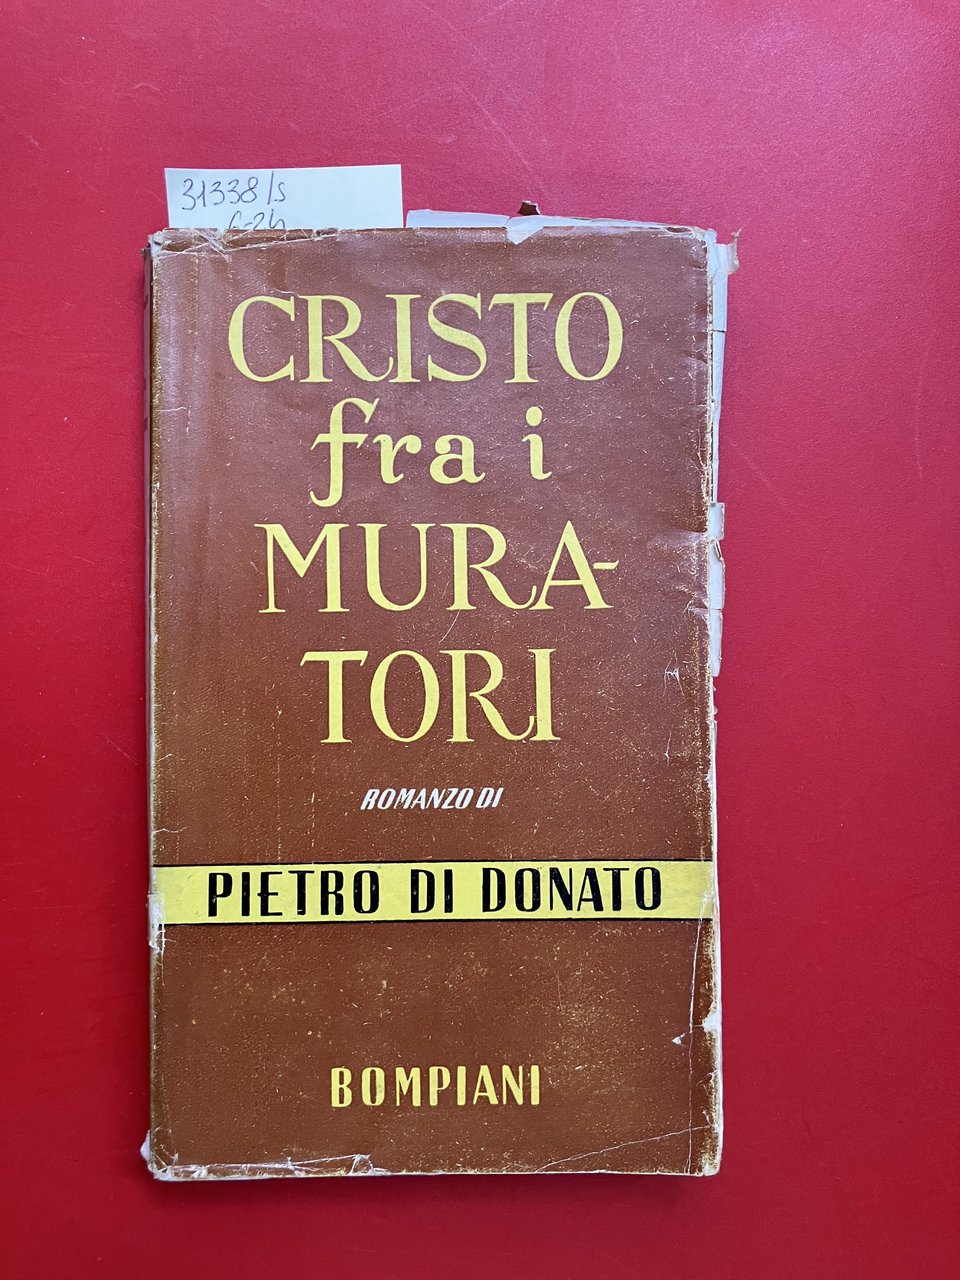 31338/s
CRISTO
fra i
MURA-
TORI
ROMANZO DI
PIETRO DI DONATO
BOMPIANI